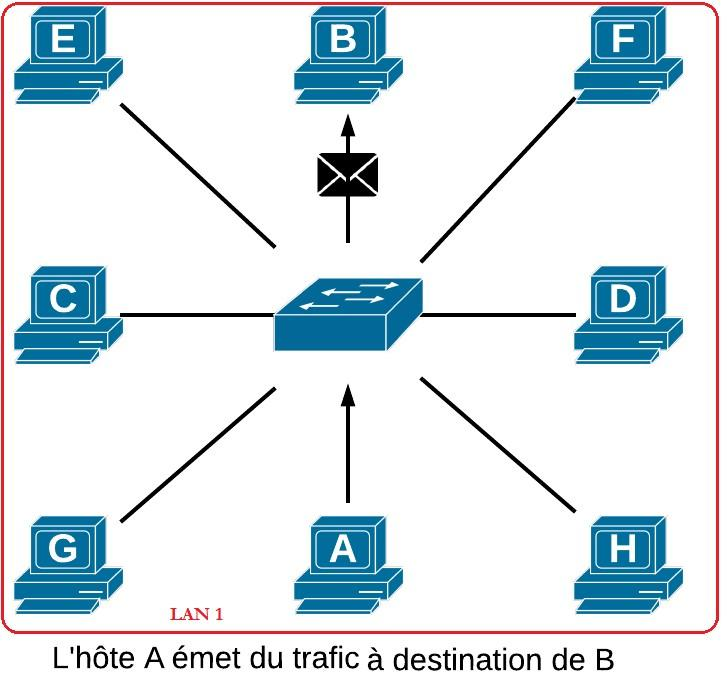 E B F
C D
G A H
LAN 1
L'hôte A émet du trafic à destination de B